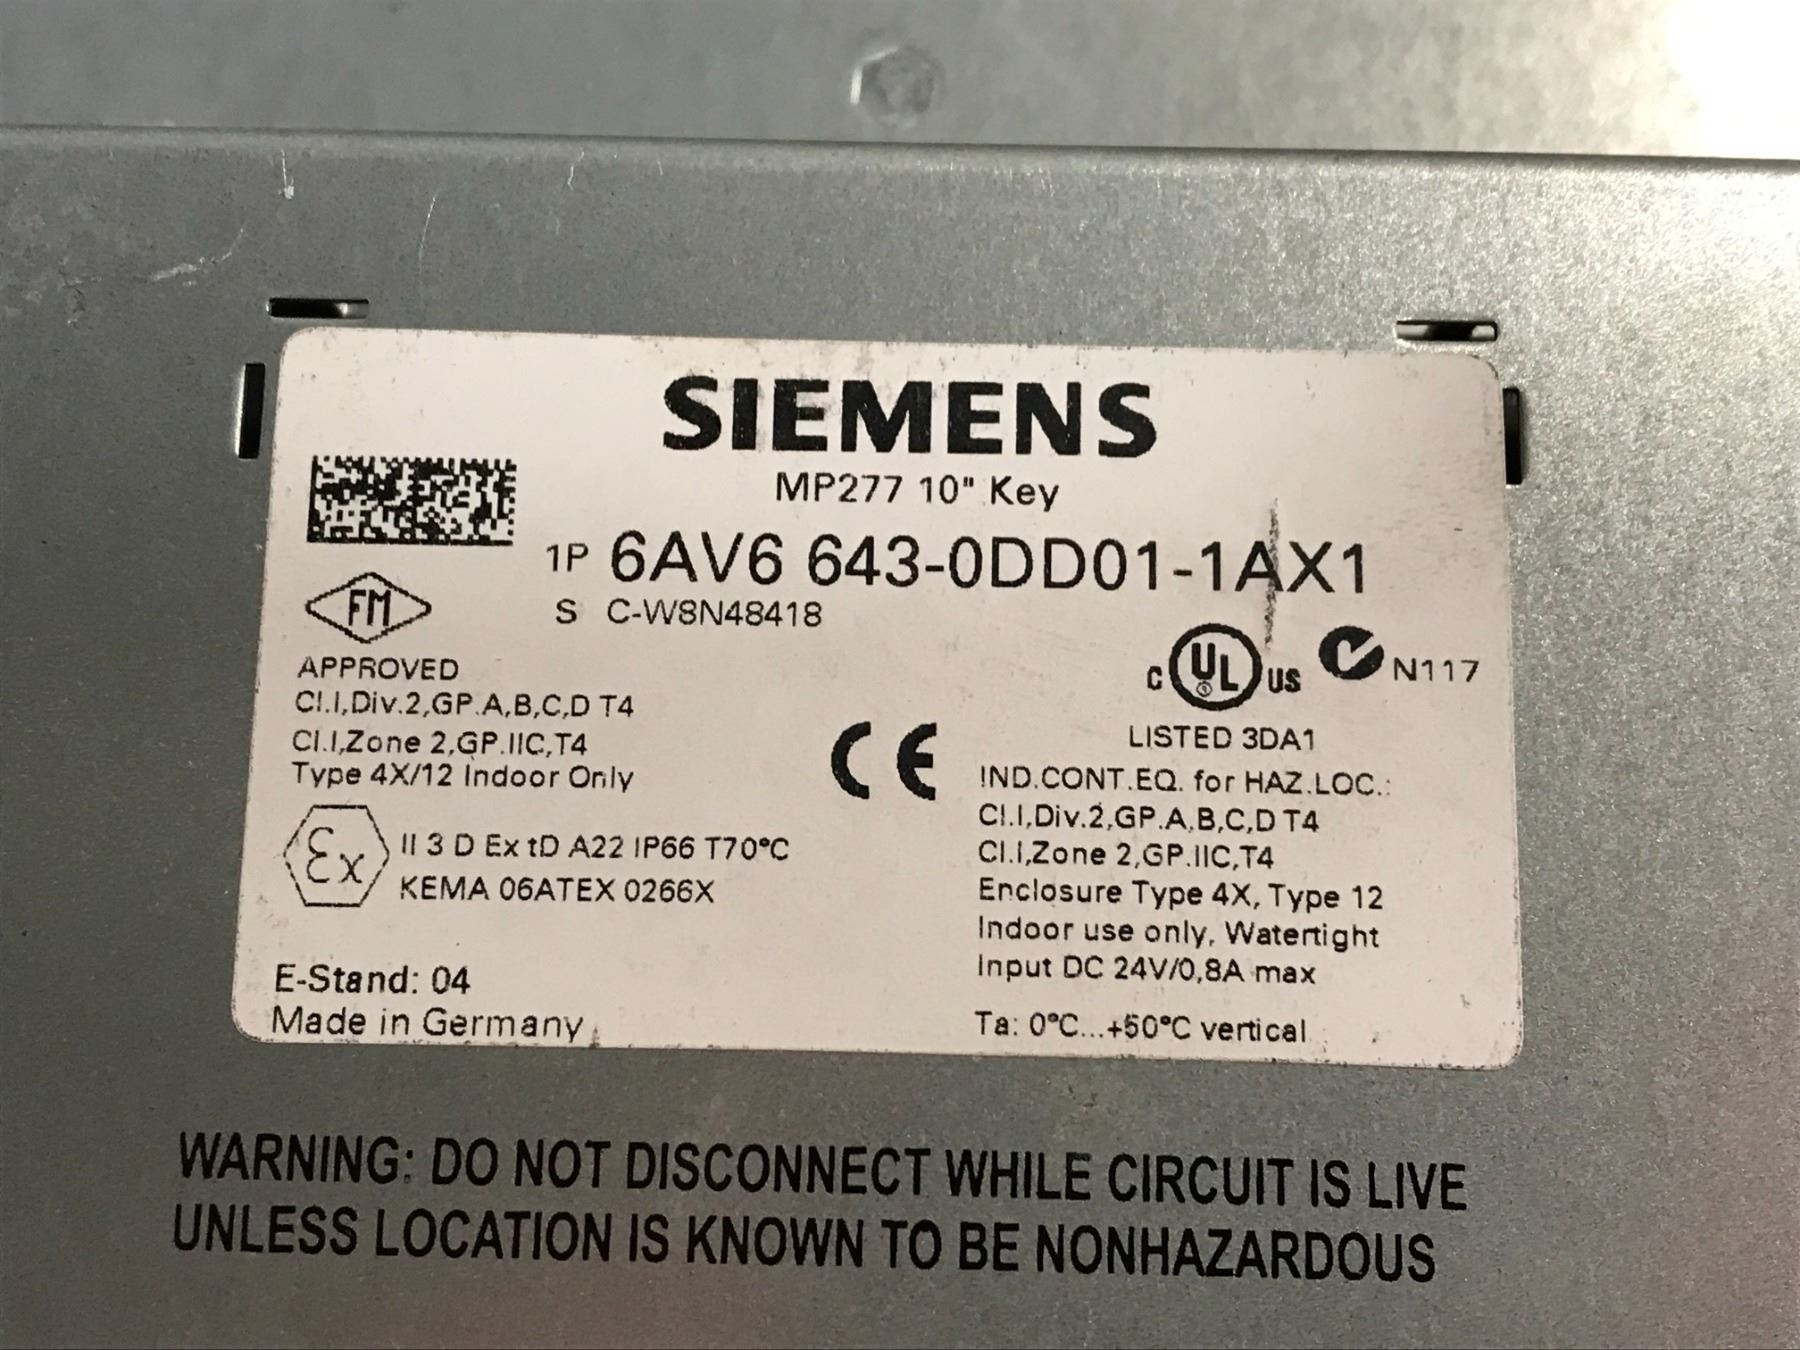 SIEMENS
MP277 10" Key
1P 6AV6 643-0DD01-1AX1
S C-W8N48418
FM
APPROVED
Cl.I,Div.2,GP.A,B,C,D T4
Cl.I,Zone 2,GP.IIC,T4
Type 4X/12 Indoor Only
Ex II 3 D Ex tD A22 IP66 T70°C
KEMA 06ATEX 0266X
E-Stand: 04
Made in Germany
CE
C UL US N117
LISTED 3DA1
IND.CONT.EQ. for HAZ.LOC.:
Cl.I,Div.2,GP.A,B,C,D T4
Cl.I,Zone 2,GP.IIC,T4
Enclosure Type 4X, Type 12
Indoor use only, Watertight
Input DC 24V/0,8A max
Ta: 0°C...+50°C vertical
WARNING: DO NOT DISCONNECT WHILE CIRCUIT IS LIVE
UNLESS LOCATION IS KNOWN TO BE NONHAZARDOUS